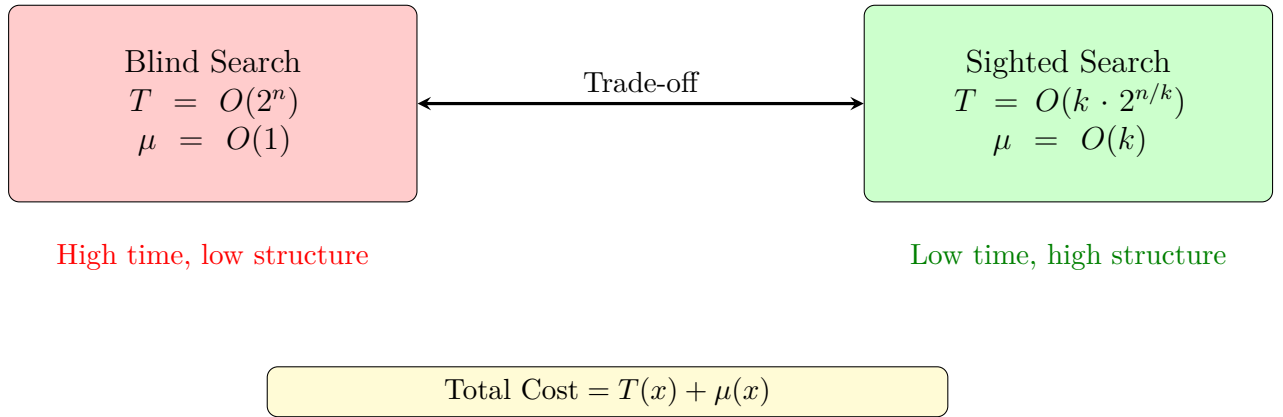 Blind Search
T = O(2^n)
μ = O(1)
Trade-off
Sighted Search
T = O(k · 2^{n/k})
μ = O(k)
High time, low structure
Low time, high structure
Total Cost = T(x) + μ(x)